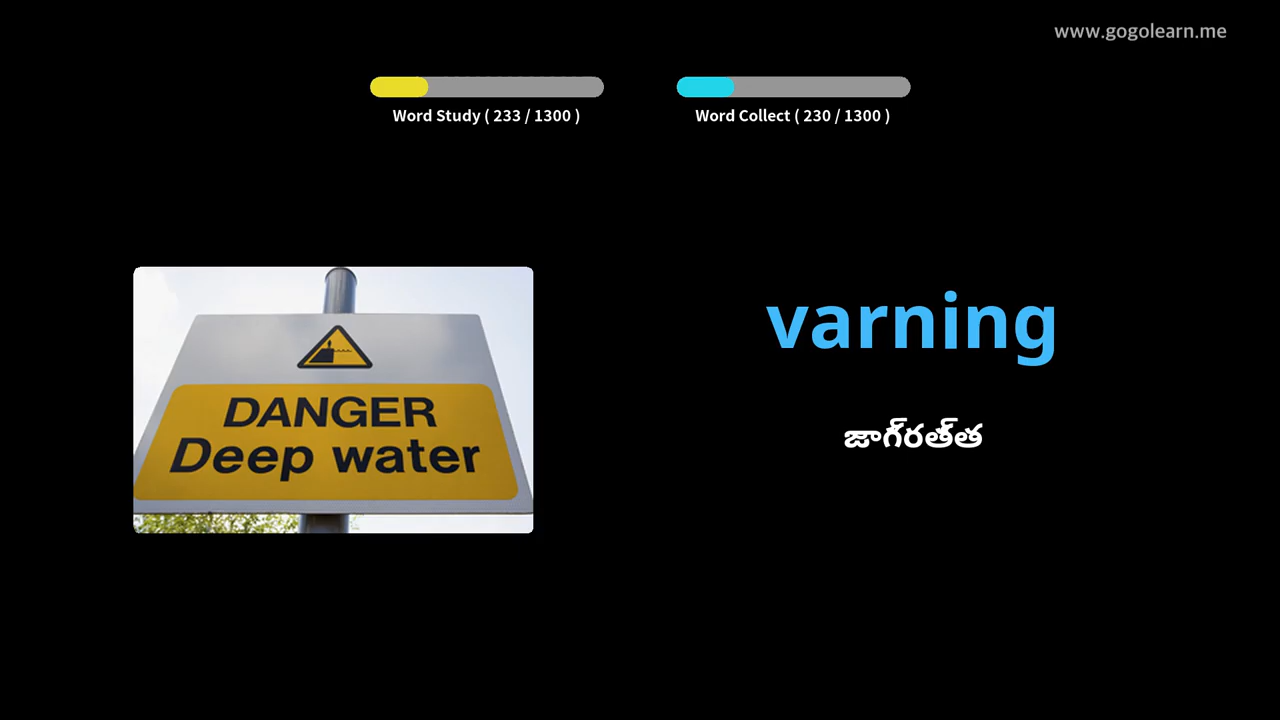 www.gogolearn.me
Word Study ( 233 / 1300 )
Word Collect ( 230 / 1300 )
DANGER
Deep water
varning
జాగ్రత్త